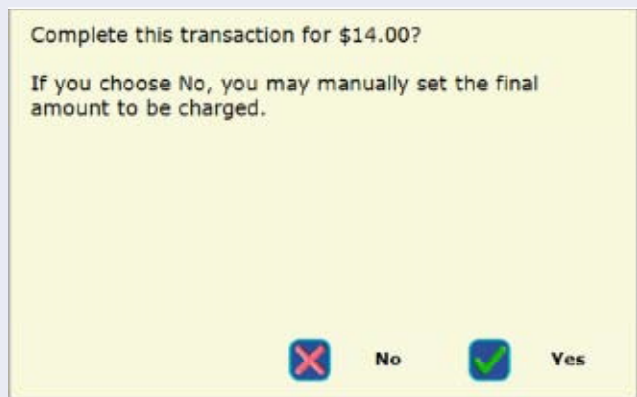 Complete this transaction for $14.00?
If you choose No, you may manually set the final
amount to be charged.
No Yes